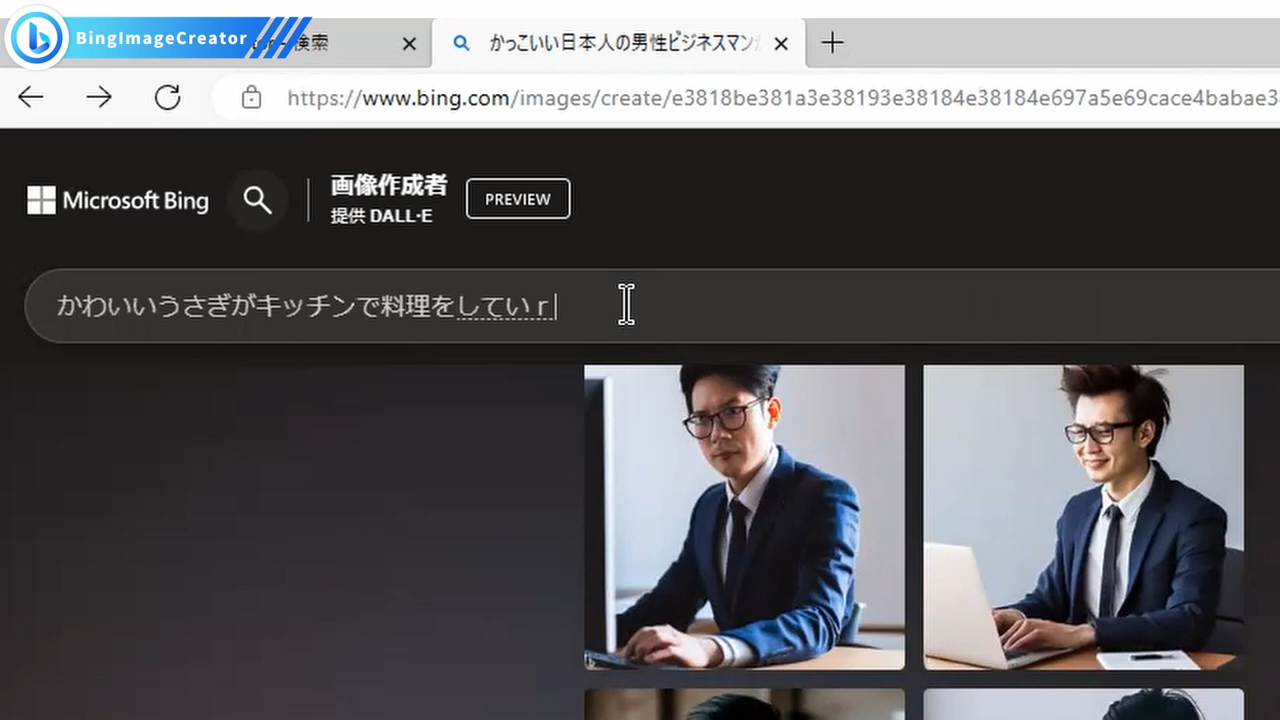 BingImageCreator
検索
かっこいい日本人の男性ビジネスマンが
https://www.bing.com/images/create/e3818be381a3e38193e38184e38184e697a5e69cace4babae3
Microsoft Bing
画像作成者
提供 DALL·E
PREVIEW
かわいいうさぎがキッチンで料理をしていｒ